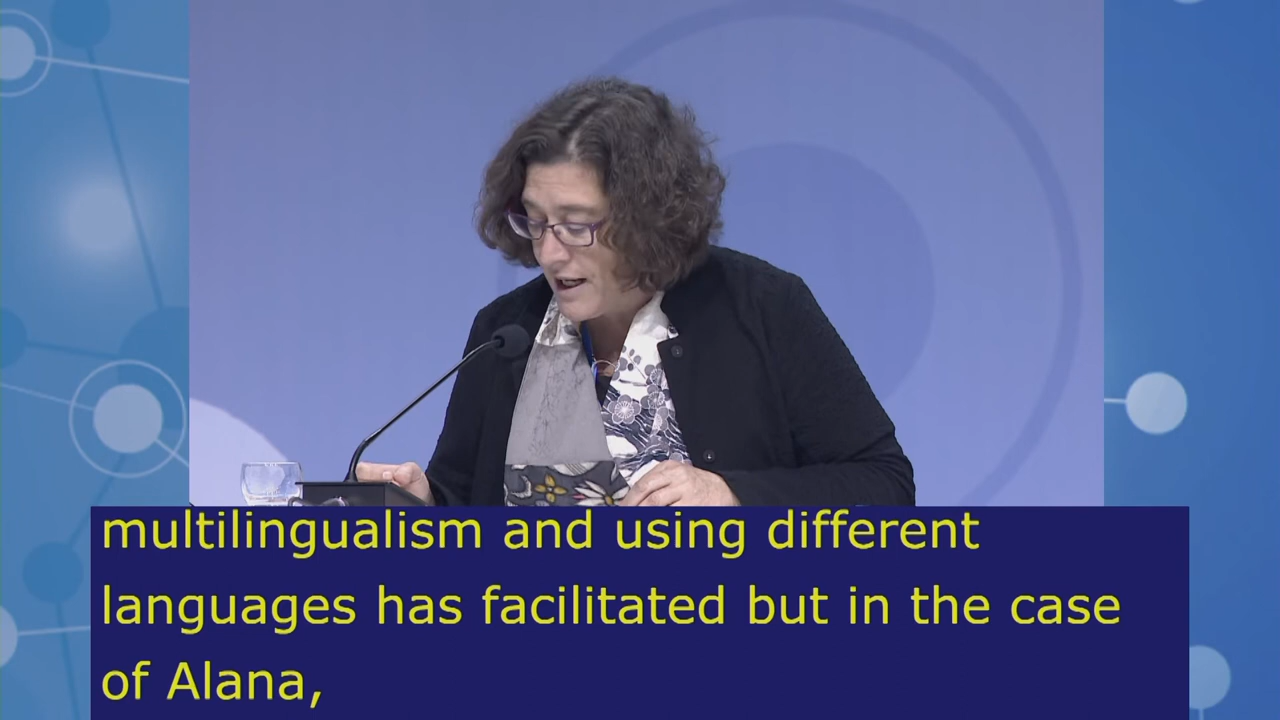 multilingualism and using different
languages has facilitated but in the case
of Alana,